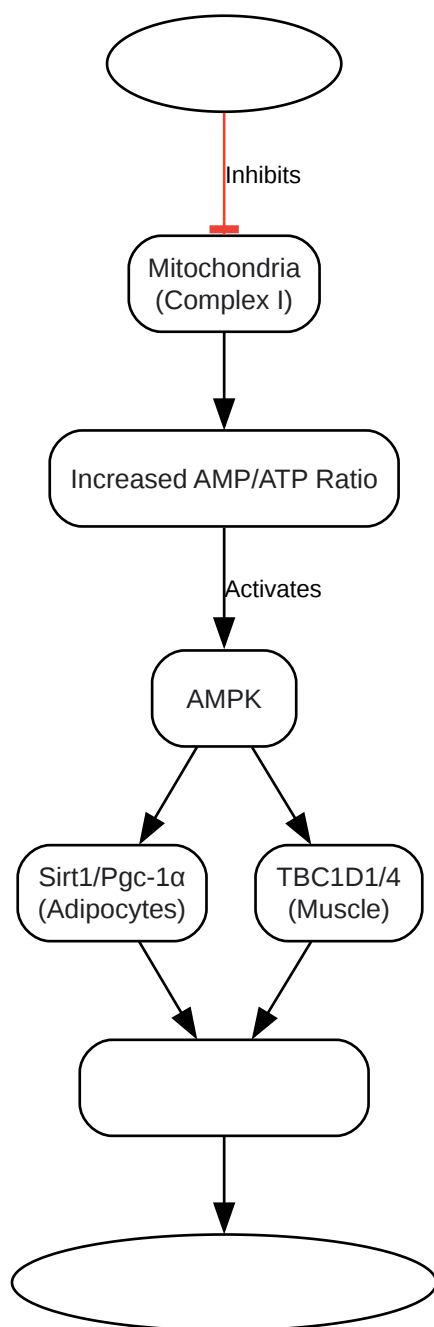 Inhibits
Mitochondria
(Complex I)
Increased AMP/ATP Ratio
Activates
AMPK
Sirt1/Pgc-1α
(Adipocytes)
TBC1D1/4
(Muscle)